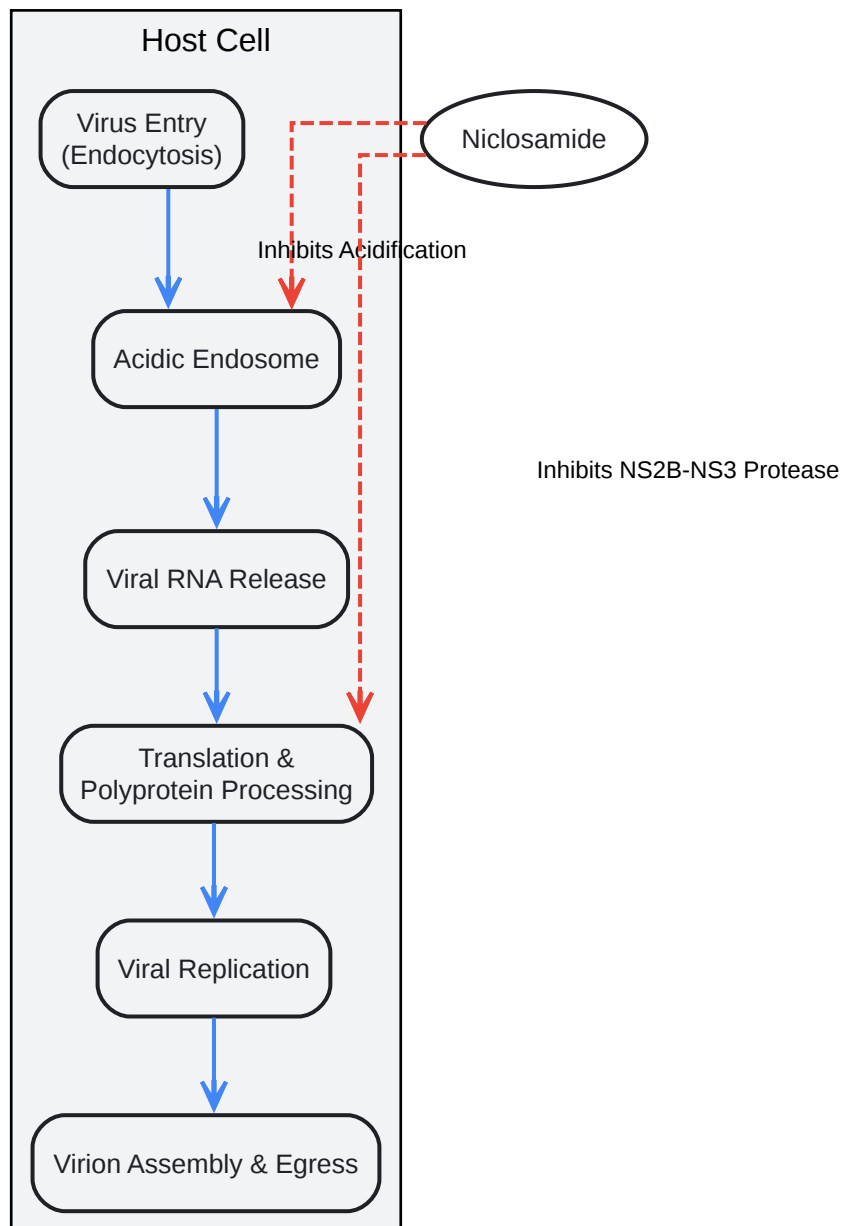 Host Cell
Virus Entry
(Endocytosis)
Niclosamide
Inhibits Acidification
Acidic Endosome
Inhibits NS2B-NS3 Protease
Viral RNA Release
Translation &
Polyprotein Processing
Viral Replication
Virion Assembly & Egress